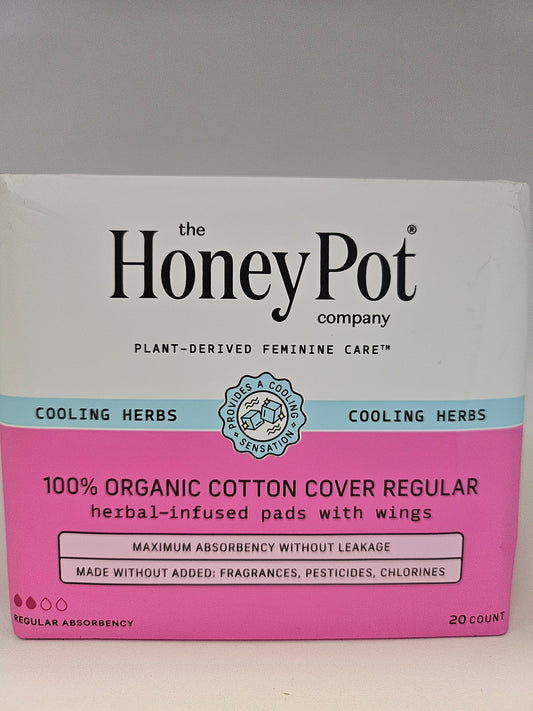 the
HoneyPot®
company
PLANT-DERIVED FEMININE CARE™
COOLING HERBS
PROVIDES A COOLING SENSATION
COOLING HERBS
100% ORGANIC COTTON COVER REGULAR
herbal-infused pads with wings
MAXIMUM ABSORBENCY WITHOUT LEAKAGE
MADE WITHOUT ADDED: FRAGRANCES, PESTICIDES, CHLORINES
REGULAR ABSORBENCY
20 COUNT